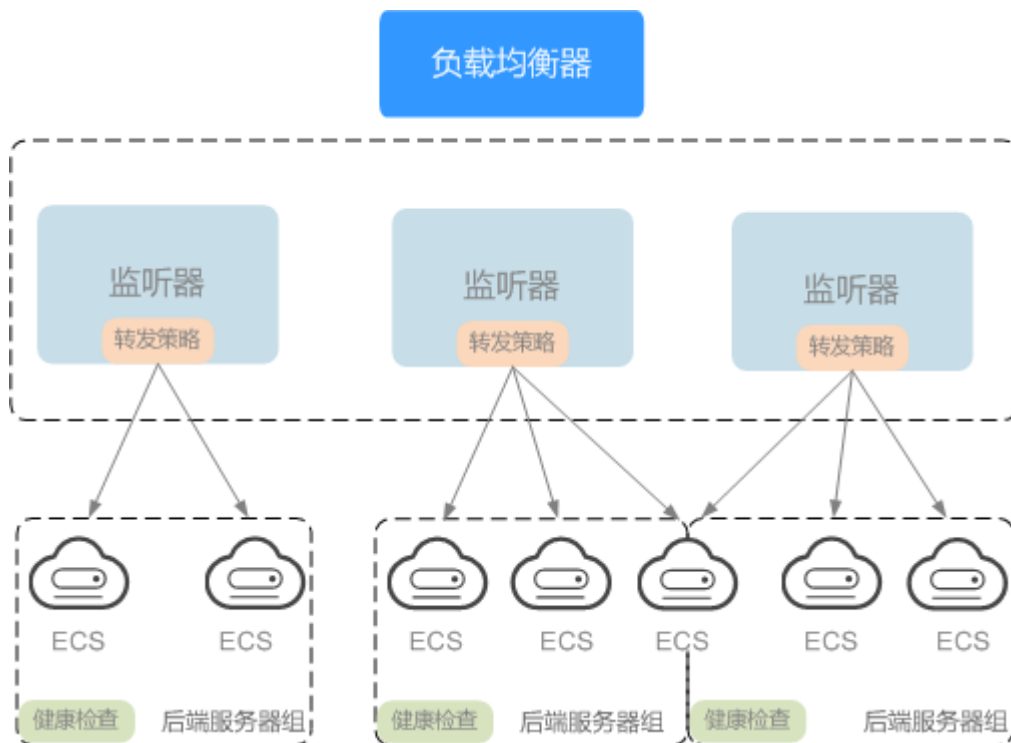 负载均衡器
监听器
监听器
监听器
转发策略
转发策略
转发策略
ECS
ECS
ECS
ECS
ECS
ECS
ECS
健康检查
后端服务器组
健康检查
后端服务器组
健康检查
后端服务器组